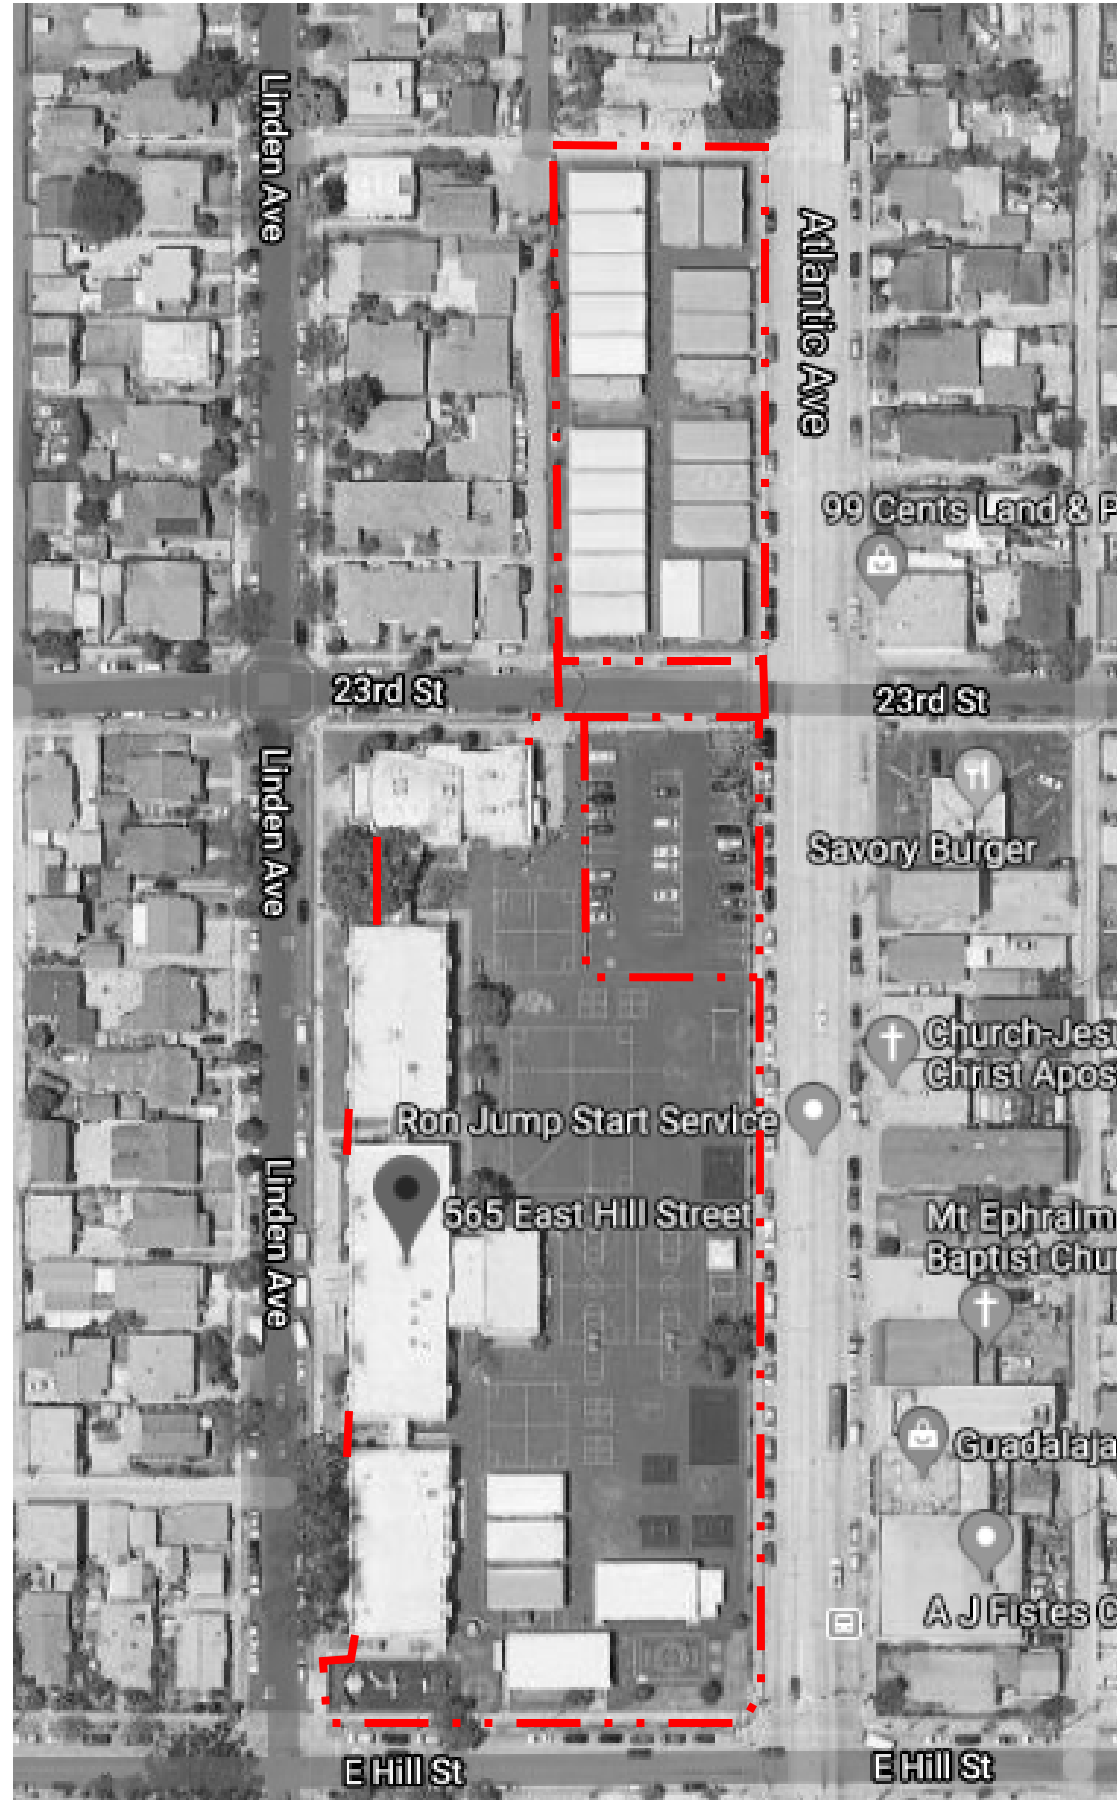 Linden Ave
Atlantic Ave
99 Cents Land & P
23rd St
23rd St
Linden Ave
Savory Burger
Church-Jes
Christ Apos
Ron Jump Start Service
Linden Ave
565 East Hill Street
Mt Ephraim
Baptist Chu
Guadalaja
A J Fistes C
E Hill St
E Hill St